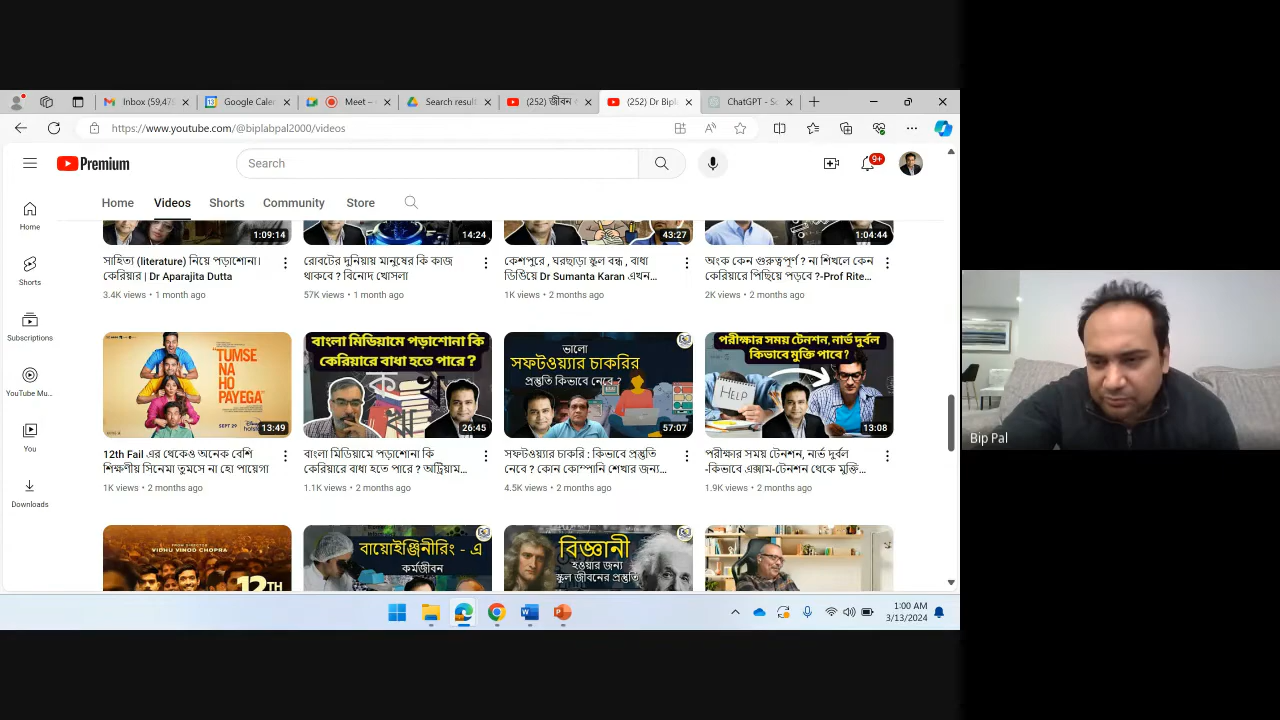 Inbox (59,479
Google Cale
Meet –
Search result
(252) জীবন
(252) Dr Bipl
ChatGPT - S
https://www.youtube.com/@biplabpal2000/videos
Premium
Search
9+
Home Videos Shorts Community Store
Home
Shorts
Subscriptions
YouTube Mu...
You
Downloads
1:09:14
14:24
43:27
1:04:44
সাহিত্য (literature) নিয়ে পড়াশোনা।
কেরিয়ার | Dr Aparajita Dutta
3.4K views • 1 month ago
রোবটের দুনিয়ায় মানুষের কি কাজ
থাকবে ? বিনোদ খোসলা
57K views • 1 month ago
কেশপুরে , ঘরছাড়া স্কুল বন্ধ , বাধা
ডিঙিয়ে Dr Sumanta Karan এখন...
1K views • 2 months ago
অংক কেন গুরুত্বপূর্ণ ? না শিখলে কেন
কেরিয়ারে পিছিয়ে পড়বে ?-Prof Rite...
2K views • 2 months ago
"TUMSE
NA
HO
PAYEGA"
SEPT 29
13:49
বাংলা মিডিয়ামে পড়াশোনা কি
কেরিয়ারে বাধা হতে পারে ?
ক
খ
26:45
ভালো
সফটওয়্যার চাকরির
প্রস্তুতি কিভাবে নেবে ?
57:07
পরীক্ষার সময় টেনশন, নার্ভ দুর্বল
কিভাবে মুক্তি পাবে ?
HELP
13:08
12th Fail এর থেকেও অনেক বেশি
শিক্ষণীয় সিনেমা তুমসে না হো পায়েগা
1K views • 2 months ago
বাংলা মিডিয়ামে পড়াশোনা কি
কেরিয়ারে বাধা হতে পারে ? অট্রিয়াম...
1.1K views • 2 months ago
সফটওয়্যার চাকরি : কিভাবে প্রস্তুতি
নেবে ? কোন কোম্পানি শেখার জন্য...
4.5K views • 2 months ago
পরীক্ষার সময় টেনশন, নার্ভ দুর্বল
-কিভাবে এক্সাম-টেনশন থেকে মুক্তি...
1.9K views • 2 months ago
VIDHU VINOD CHOPRA
12TH
বায়োইঞ্জিনীরিং - এ
কর্মজীবন
বিজ্ঞানী
হওয়ার জন্য
স্কুল জীবনের প্রস্তুতি
Bip Pal
1:00 AM
3/13/2024